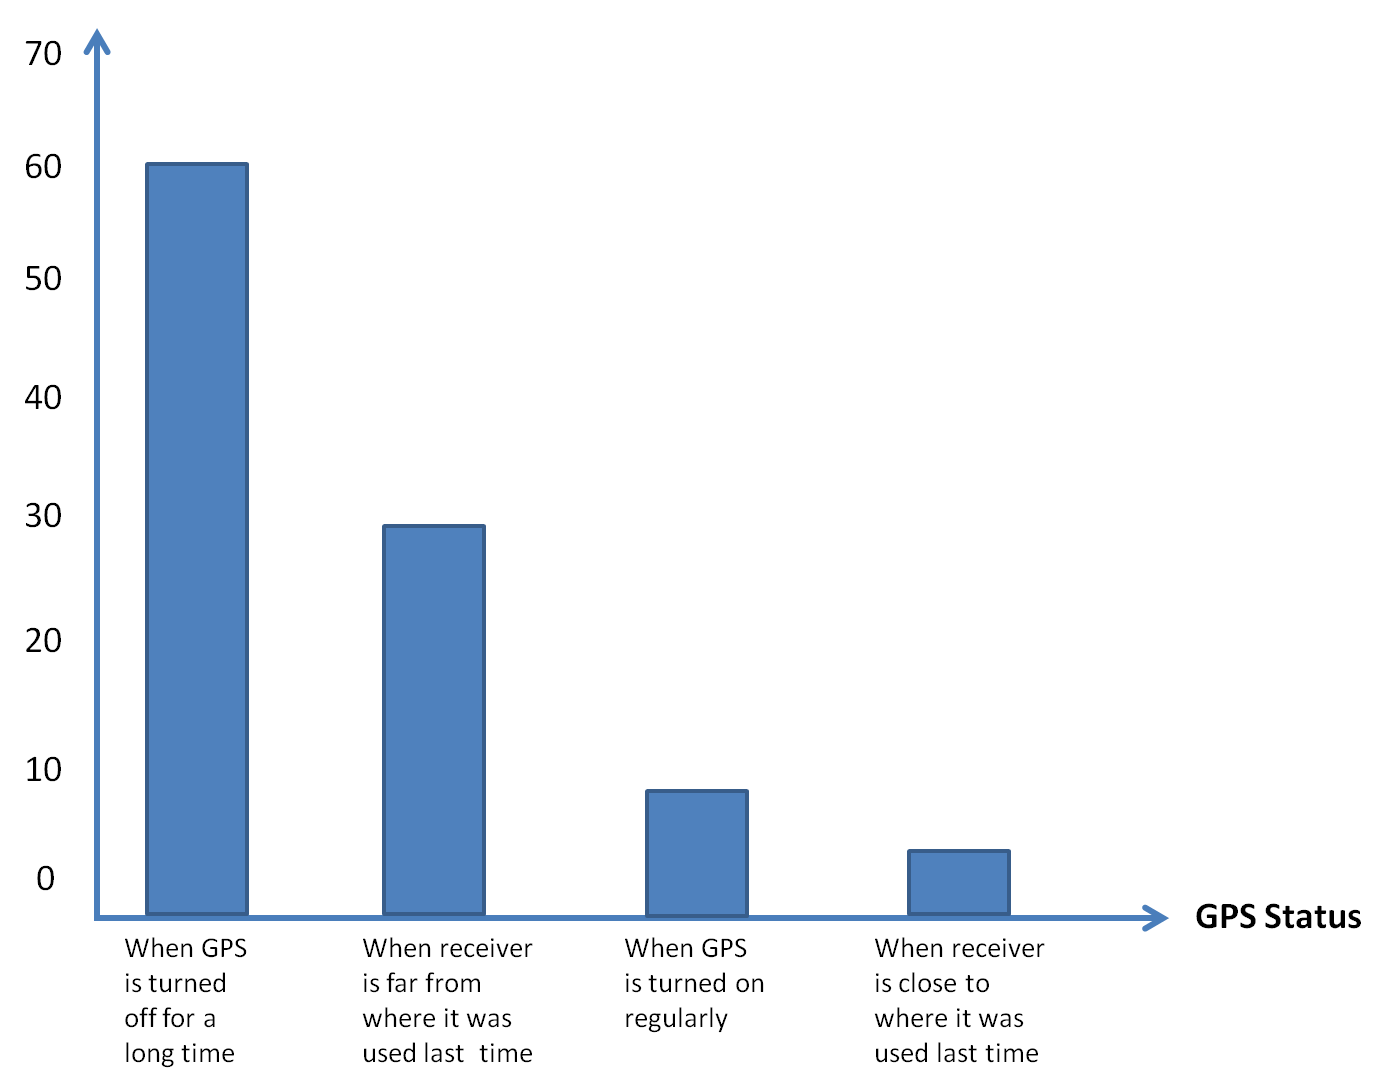 70
60
50
40
30
20
10
0
GPS Status
When GPS
is turned
off for a
long time
When receiver
is far from
where it was
used last  time
When GPS
is turned on
regularly
When receiver
is close to
where it was
used last time